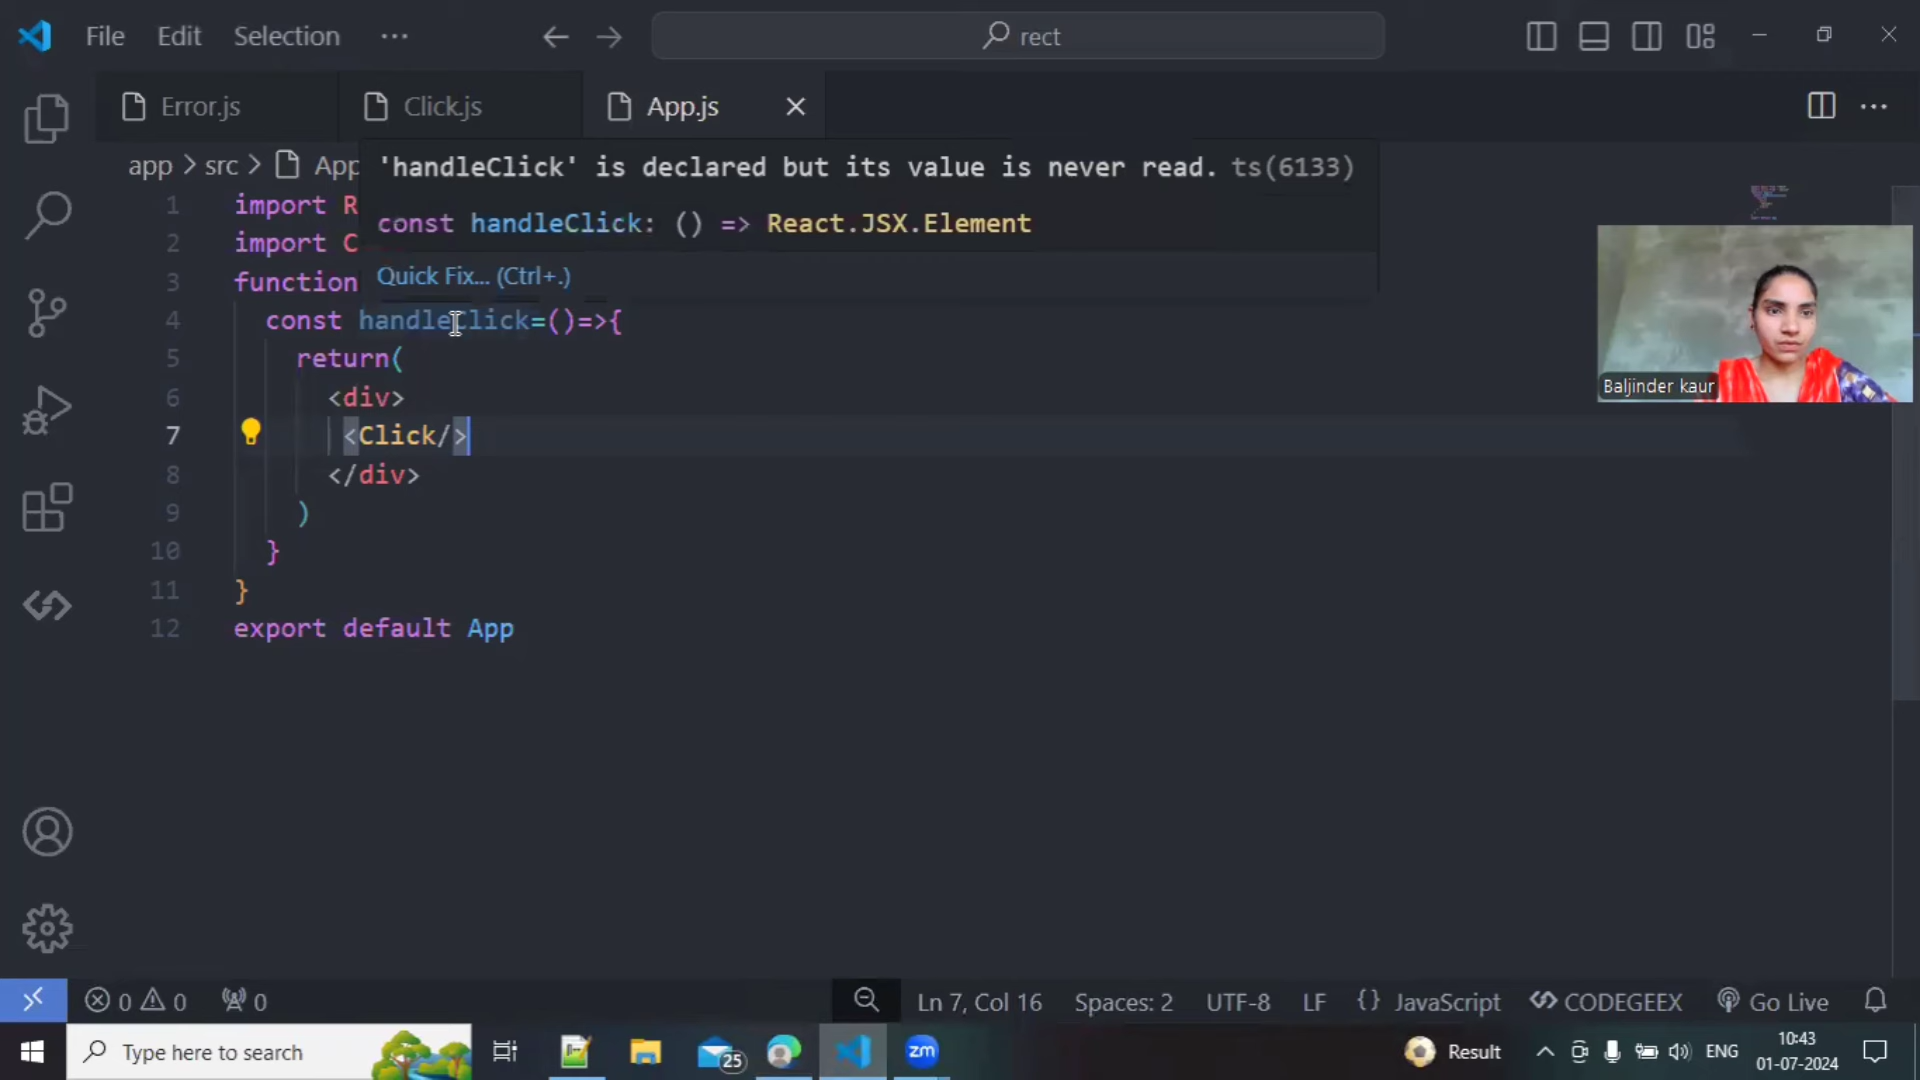 File Edit Selection ··· rect
Error.js Click.js App.js
app > src > App
'handleClick' is declared but its value is never read. ts(6133)
const handleClick: () => React.JSX.Element
Quick Fix... (Ctrl+.)
1 import R
2 import C
3 function
4 const handleClick=()=>{
5 return(
6 <div>
7 <Click/>
8 </div>
9 )
10 }
11 }
12 export default App
Baljinder kaur
0 0 0 Ln 7, Col 16 Spaces: 2 UTF-8 LF {} JavaScript CODEGEEX Go Live
Type here to search 25 zm Result ENG 10:43
01-07-2024